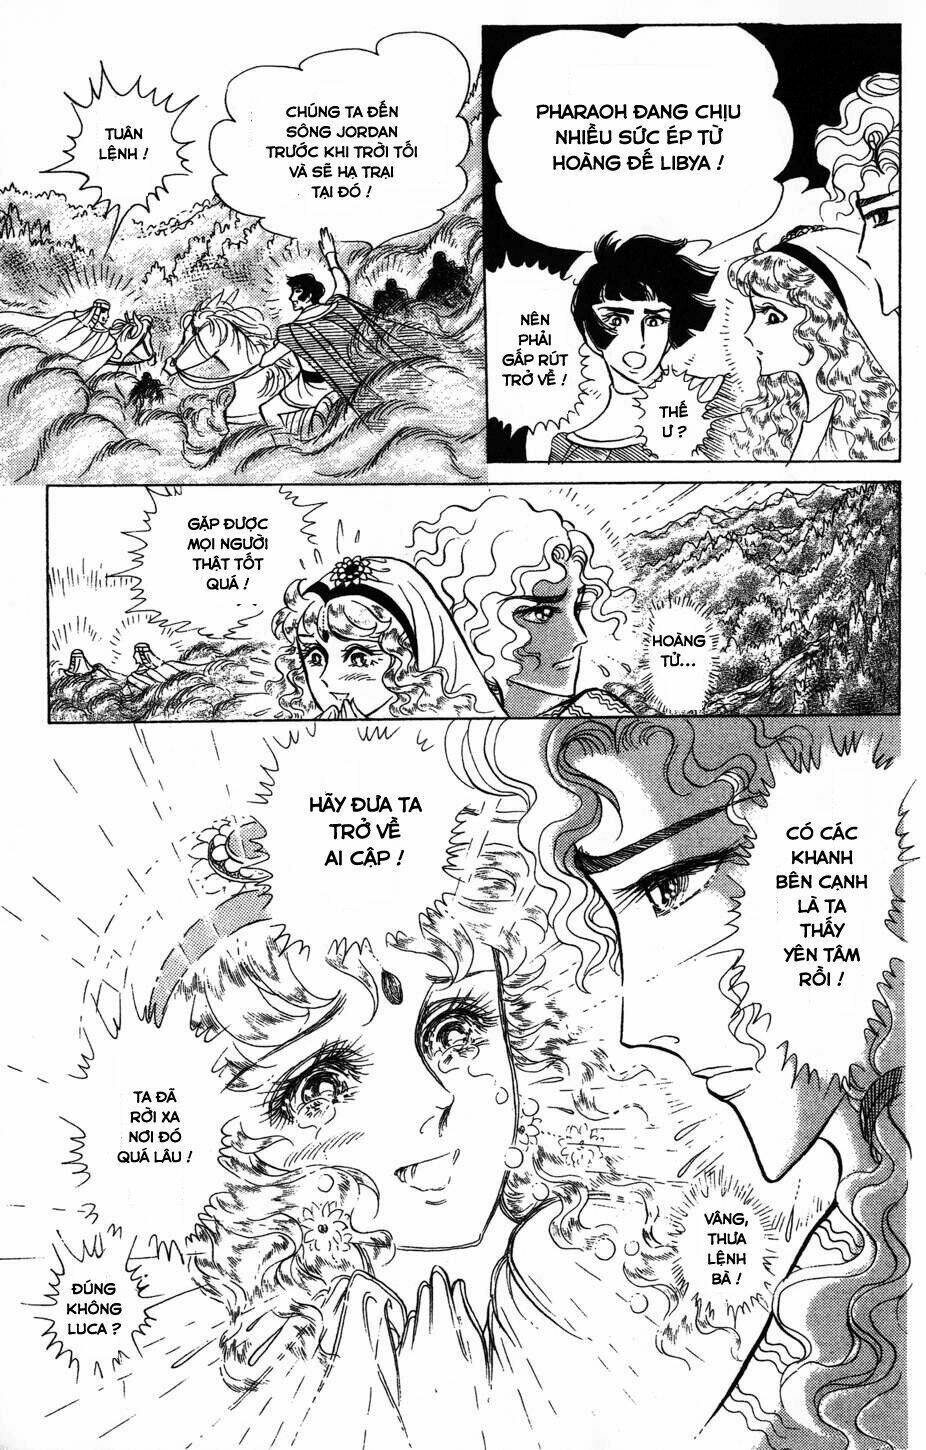 PHARAOH ĐANG CHỊU
NHIỀU SỨC ÉP TỪ
HOÀNG ĐẾ LIBYA !
NÊN
PHẢI
GẤP RÚT
TRỞ VỀ !
THẾ
Ư ?
CHÚNG TA ĐẾN
SÔNG JORDAN
TRƯỚC KHI TRỜI TỐI
VÀ SẼ HẠ TRẠI
TẠI ĐÓ !
TUÂN
LỆNH !
HOÀNG
TỬ...
GẶP ĐƯỢC
MỌI NGƯỜI
THẬT TỐT
QUÁ !
CÓ CÁC
KHANH
BÊN CẠNH
LÀ TA
THẤY
YÊN TÂM
RỒI !
HÃY ĐƯA TA
TRỞ VỀ
AI CẬP !
TA ĐÃ
RỜI XA
NƠI ĐÓ
QUÁ LÂU !
ĐÚNG
KHÔNG
LUCA ?
VÂNG,
THƯA
LỆNH
BÀ !